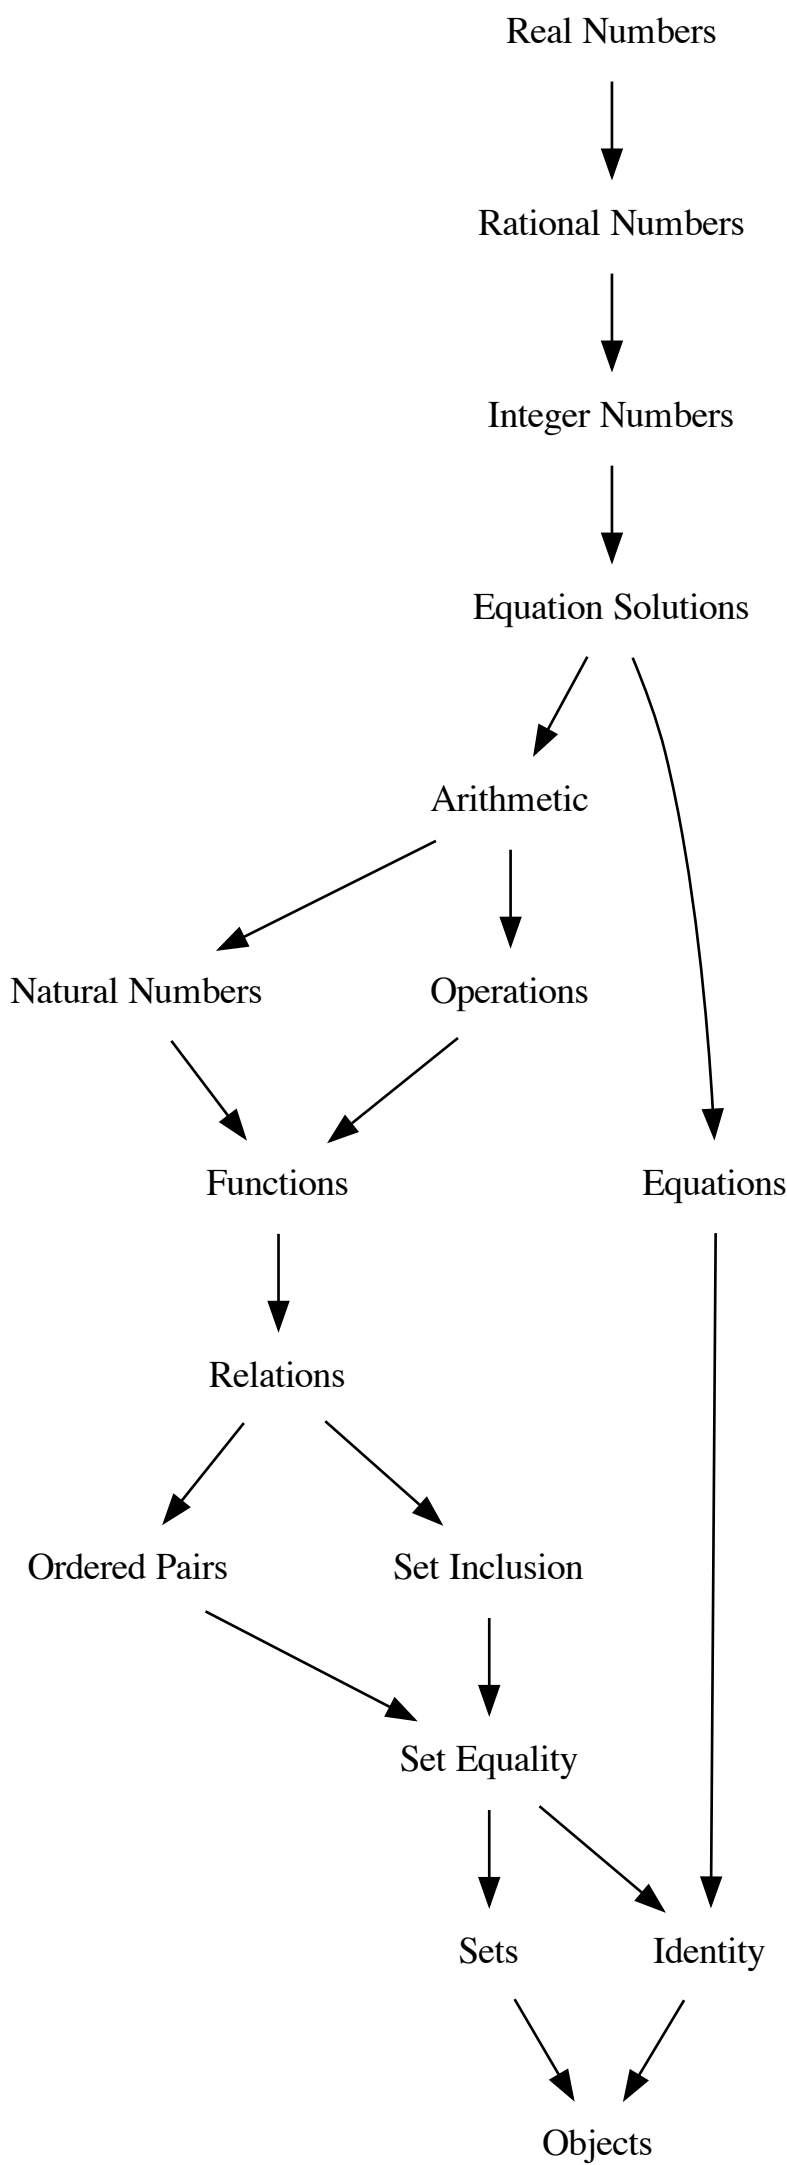 Real Numbers
Rational Numbers
Integer Numbers
Equation Solutions
Arithmetic
Natural Numbers
Operations
Functions
Equations
Relations
Ordered Pairs
Set Inclusion
Set Equality
Sets
Identity
Objects